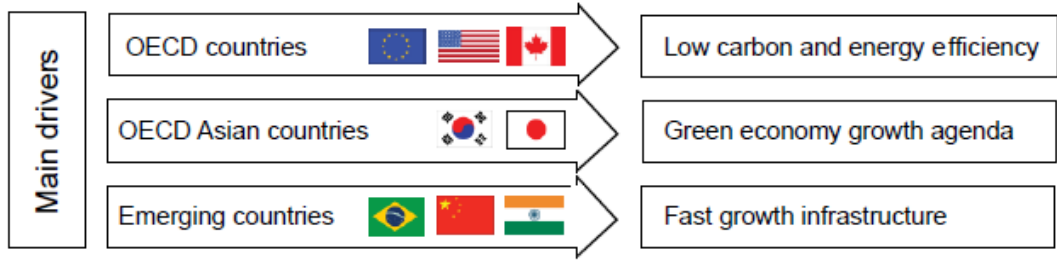 Main drivers
OECD countries
Low carbon and energy efficiency
OECD Asian countries
Green economy growth agenda
Emerging countries
Fast growth infrastructure